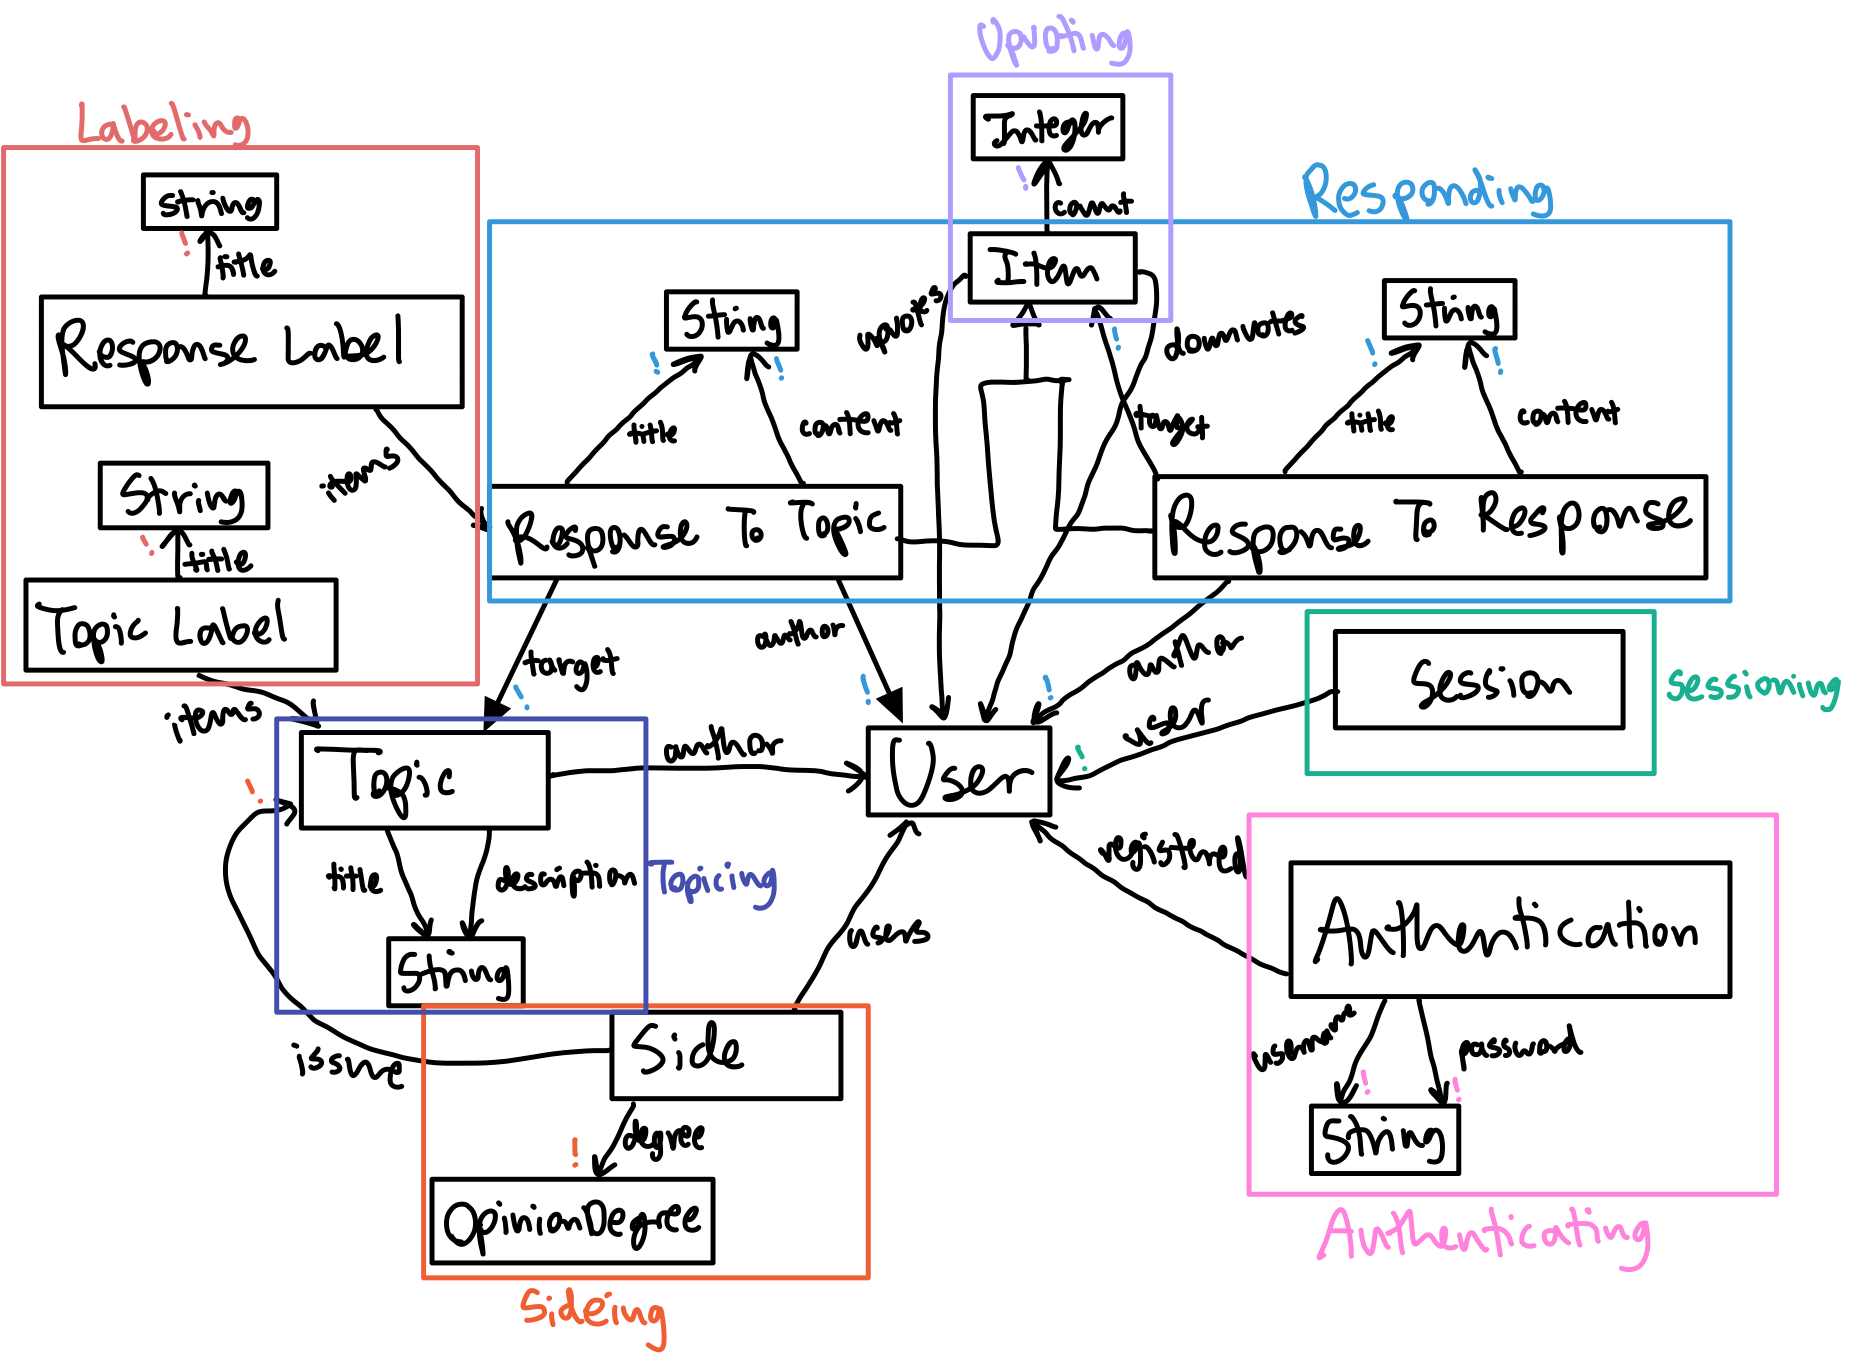 Upvoting
Integer
!
count
Labeling
string
!
title
Response Label
items
String
!
title
Topic Label
items
Responding
Item
upvotes
downvotes
!
target
String
!
!
title
content
Response To Topic
String
!
!
title
content
Response To Response
target
!
author
!
author
!
Session
Sessioning
user
!
Topic
!
author
User
title
description
Topicing
String
issue
users
Side
degree
!
OpinionDegree
Sideing
registered
Authentication
username
password
!
!
String
Authenticating